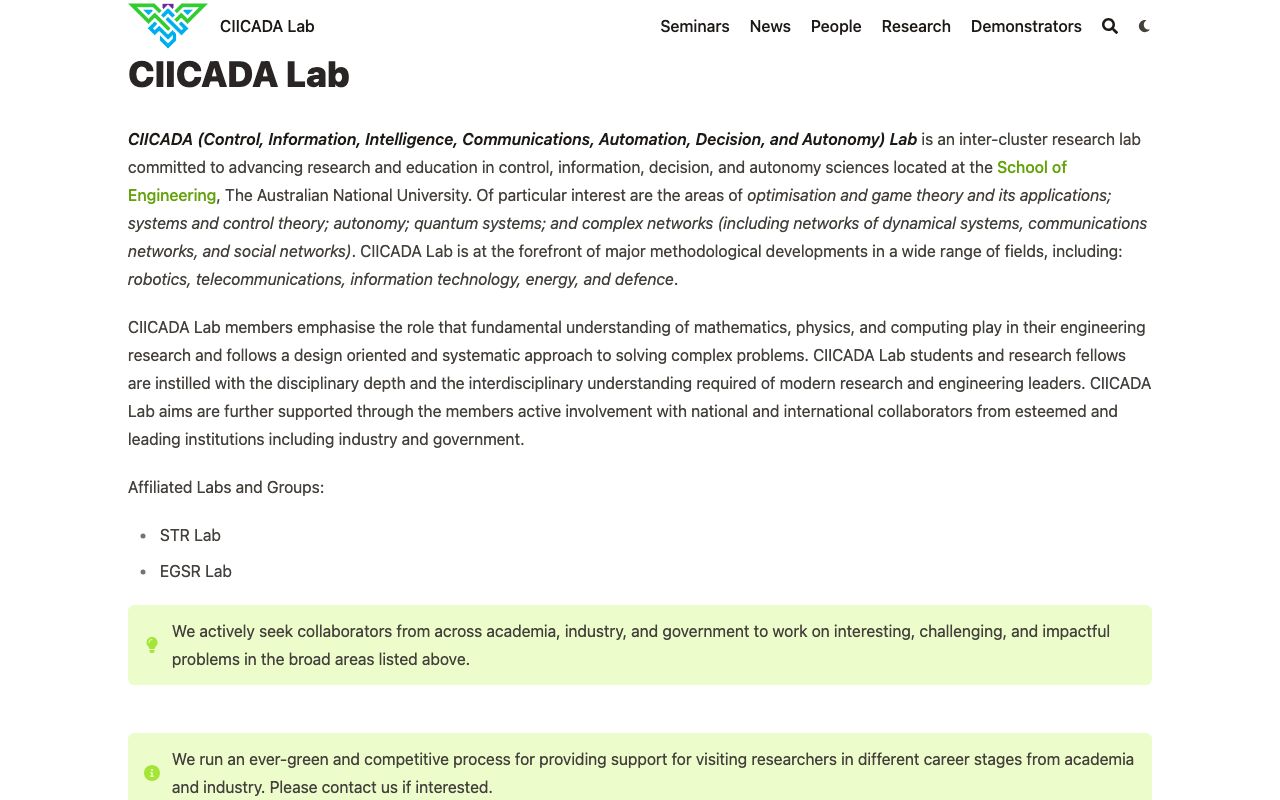 CIICADA Lab
Seminars
News
People
Research
Demonstrators
CIICADA Lab
CIICADA (Control, Information, Intelligence, Communications, Automation, Decision, and Autonomy) Lab is an inter-cluster research lab
committed to advancing research and education in control, information, decision, and autonomy sciences located at the School of
Engineering, The Australian National University. Of particular interest are the areas of optimisation and game theory and its applications;
systems and control theory; autonomy; quantum systems; and complex networks (including networks of dynamical systems, communications
networks, and social networks). CIICADA Lab is at the forefront of major methodological developments in a wide range of fields, including:
robotics, telecommunications, information technology, energy, and defence.
CIICADA Lab members emphasise the role that fundamental understanding of mathematics, physics, and computing play in their engineering
research and follows a design oriented and systematic approach to solving complex problems. CIICADA Lab students and research fellows
are instilled with the disciplinary depth and the interdisciplinary understanding required of modern research and engineering leaders. CIICADA
Lab aims are further supported through the members active involvement with national and international collaborators from esteemed and
leading institutions including industry and government.
Affiliated Labs and Groups:
• STR Lab
• EGSR Lab
We actively seek collaborators from across academia, industry, and government to work on interesting, challenging, and impactful
problems in the broad areas listed above.
We run an ever-green and competitive process for providing support for visiting researchers in different career stages from academia
and industry. Please contact us if interested.